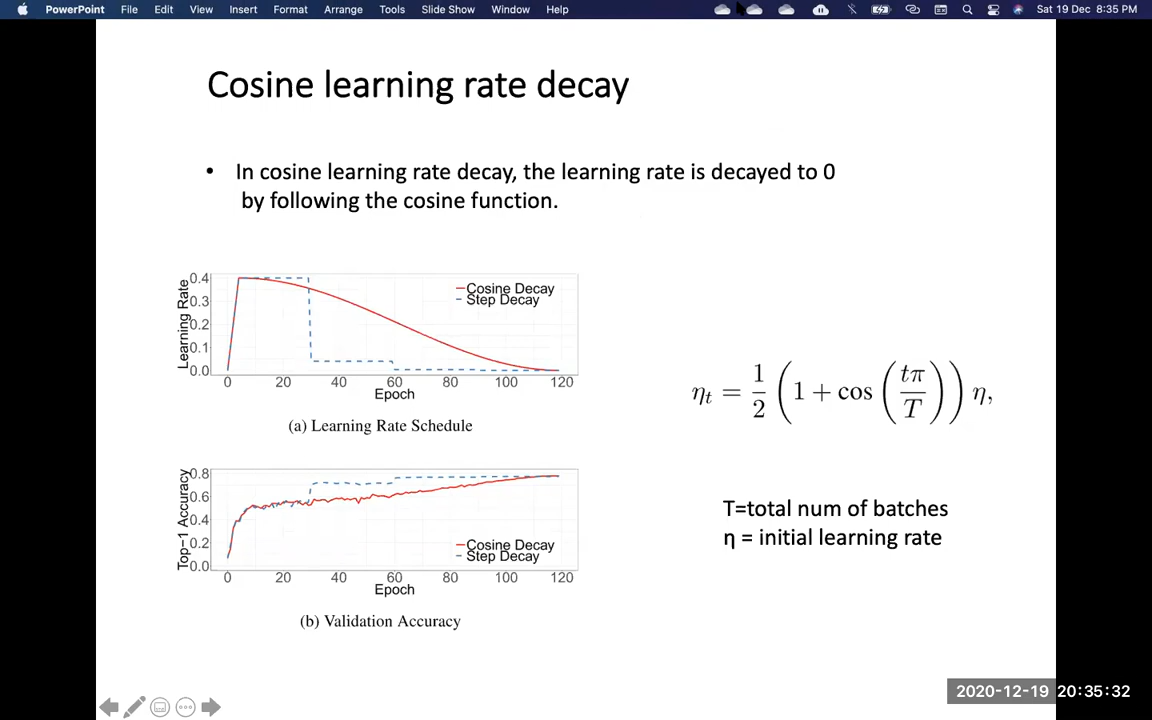 PowerPoint File Edit View Insert Format Arrange Tools Slide Show Window Help Sat 19 Dec 8:35 PM
Cosine learning rate decay
• In cosine learning rate decay, the learning rate is decayed to 0
by following the cosine function.
Learning Rate
0.4
0.3
0.2
0.1
0.0
Cosine Decay
Step Decay
0 20 40 60 80 100 120
Epoch
(a) Learning Rate Schedule
Top-1 Accuracy
0.8
0.6
0.4
0.2
0.0
Cosine Decay
Step Decay
0 20 40 60 80 100 120
Epoch
(b) Validation Accuracy
ηt = 1/2 (1 + cos (tπ/T)) η,
T=total num of batches
η = initial learning rate
2020-12-19 20:35:32